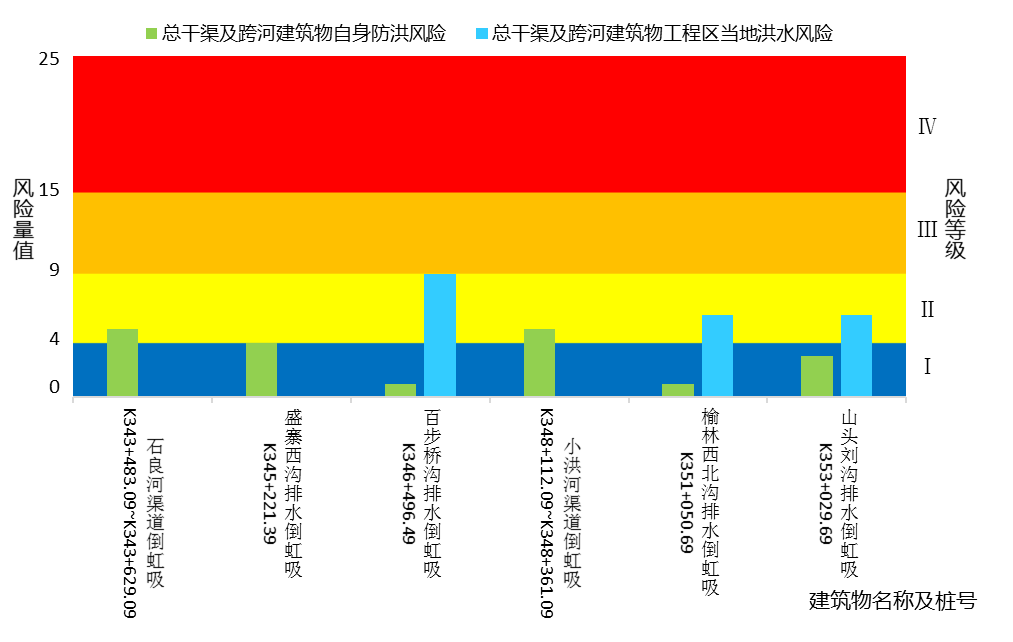 总干渠及跨河建筑物自身防洪风险
总干渠及跨河建筑物工程区当地洪水风险
25
15
9
4
0
风险量值
Ⅳ
Ⅲ
Ⅱ
Ⅰ
风险等级
石良河渠道倒虹吸
K343+483.09~K343+629.09
盛寨西沟排水倒虹吸
K345+221.39
百步桥沟排水倒虹吸
K346+496.49
小洪河渠道倒虹吸
K348+112.09~K348+361.09
榆林西北沟排水倒虹吸
K351+050.69
山头刘沟排水倒虹吸
K353+029.69
建筑物名称及桩号